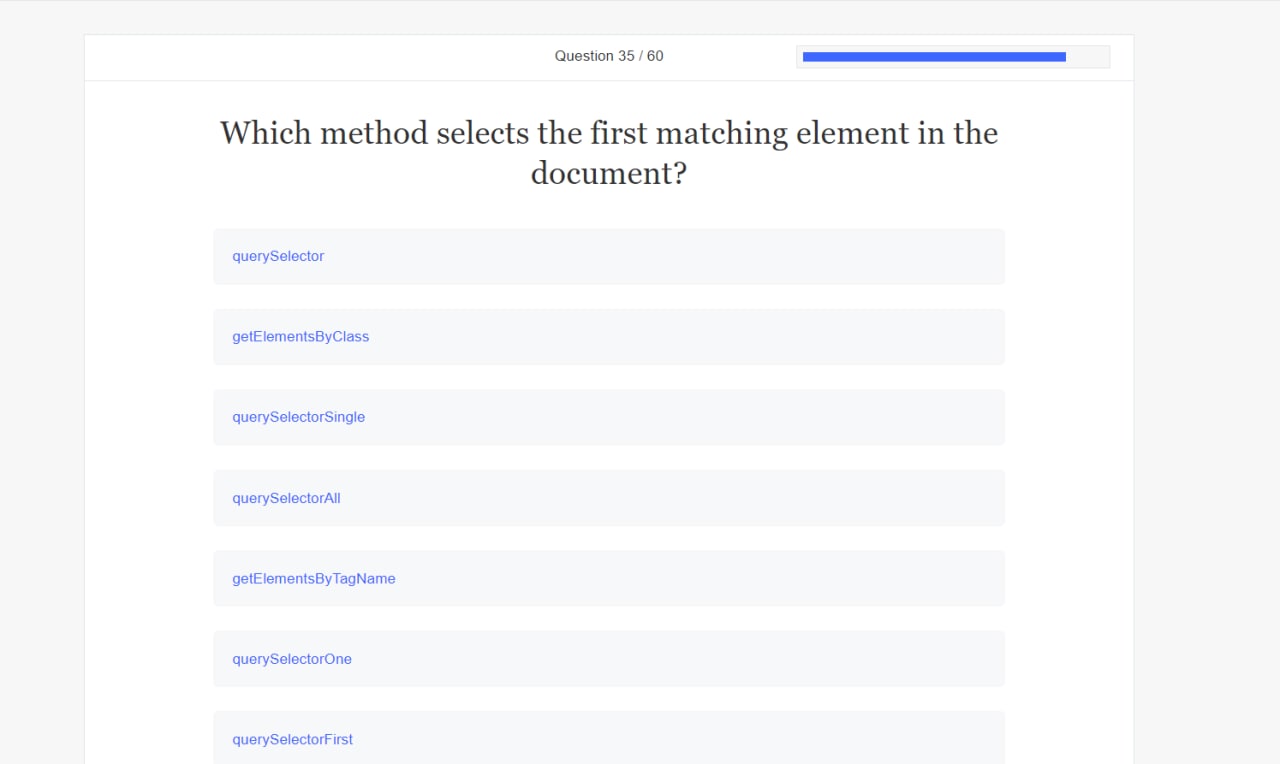 Question 35 / 60
Which method selects the first matching element in the
document?
querySelector
getElementsByClass
querySelectorSingle
querySelectorAll
getElementsByTagName
querySelectorOne
querySelectorFirst